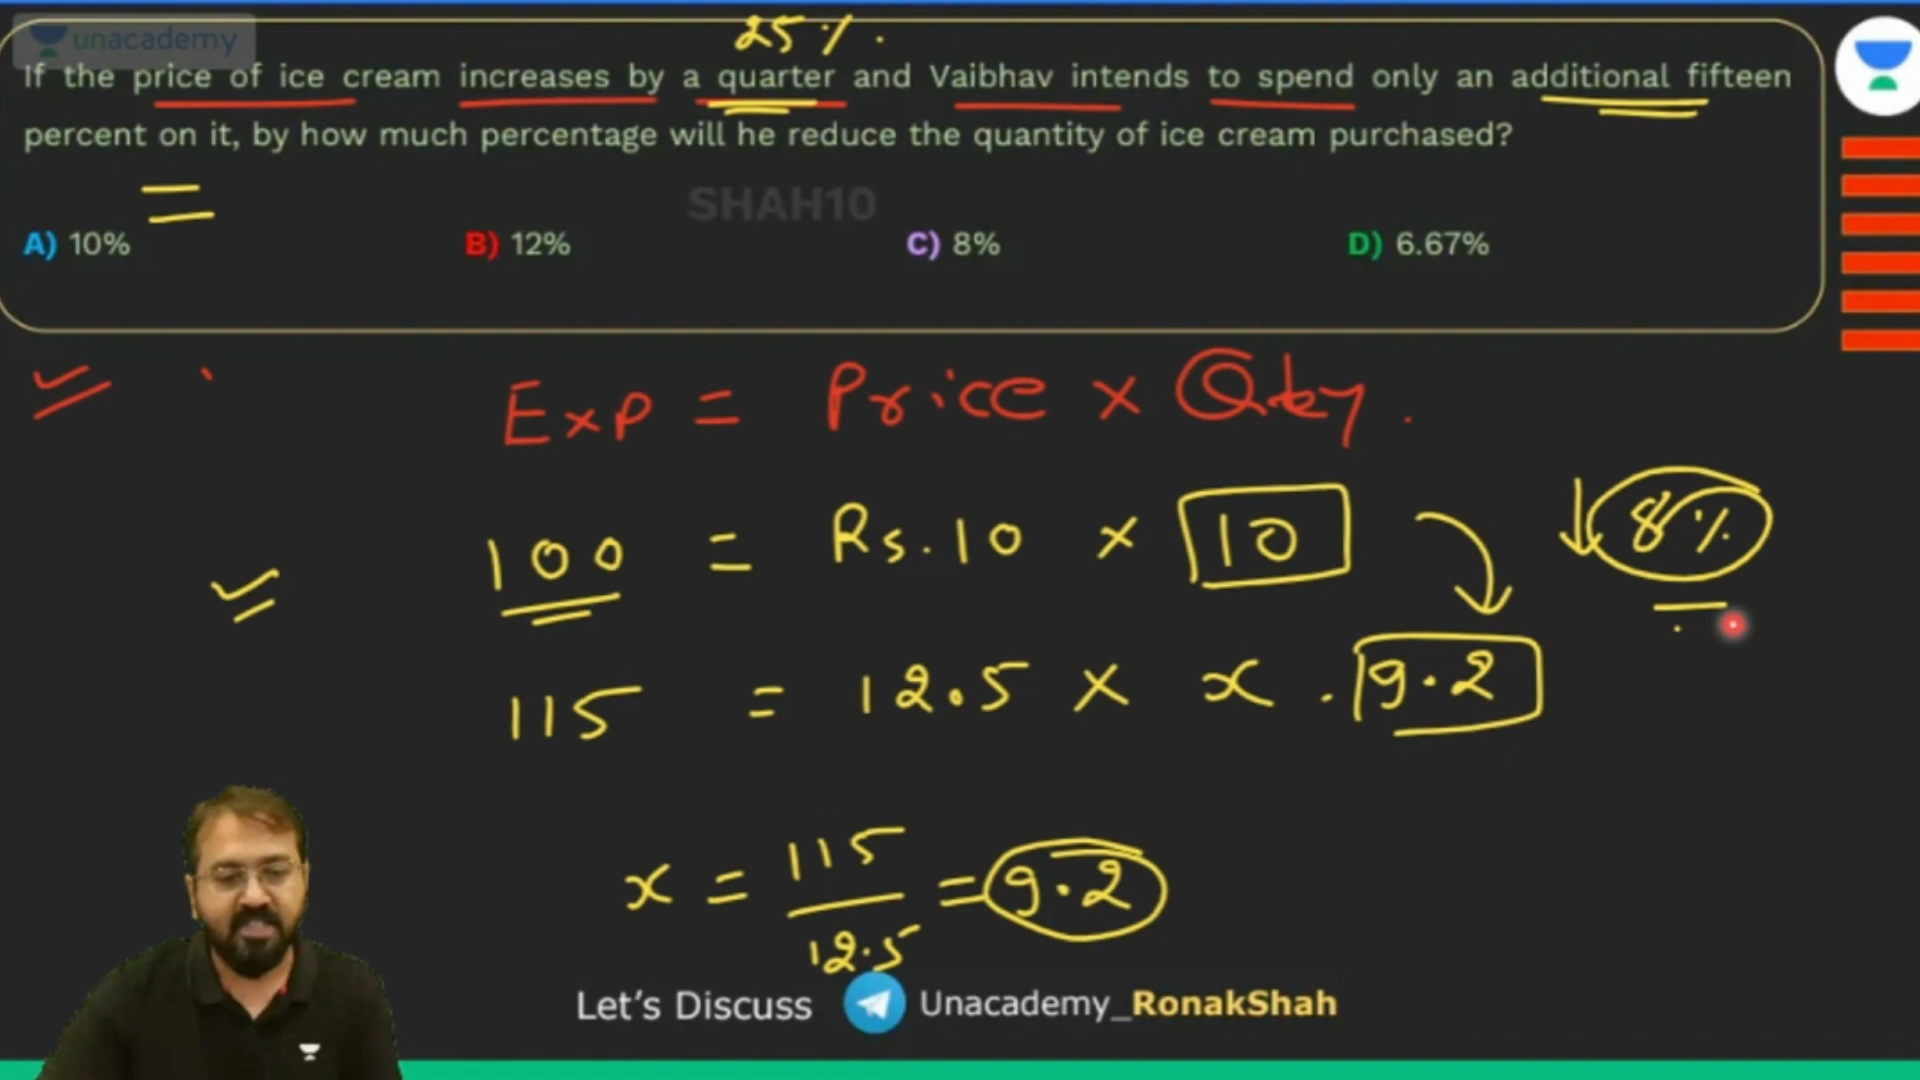 unacademy
25%.
If the price of ice cream increases by a quarter and Vaibhav intends to spend only an additional fifteen
percent on it, by how much percentage will he reduce the quantity of ice cream purchased?
SHAH10
A) 10% B) 12% C) 8% D) 6.67%
Exp = Price × Qty.
100 = Rs.10 × 10 ↓ 8%
115 = 12.5 × x . 9.2
x = 115/12.5 = 9.2
Let's Discuss Unacademy_RonakShah